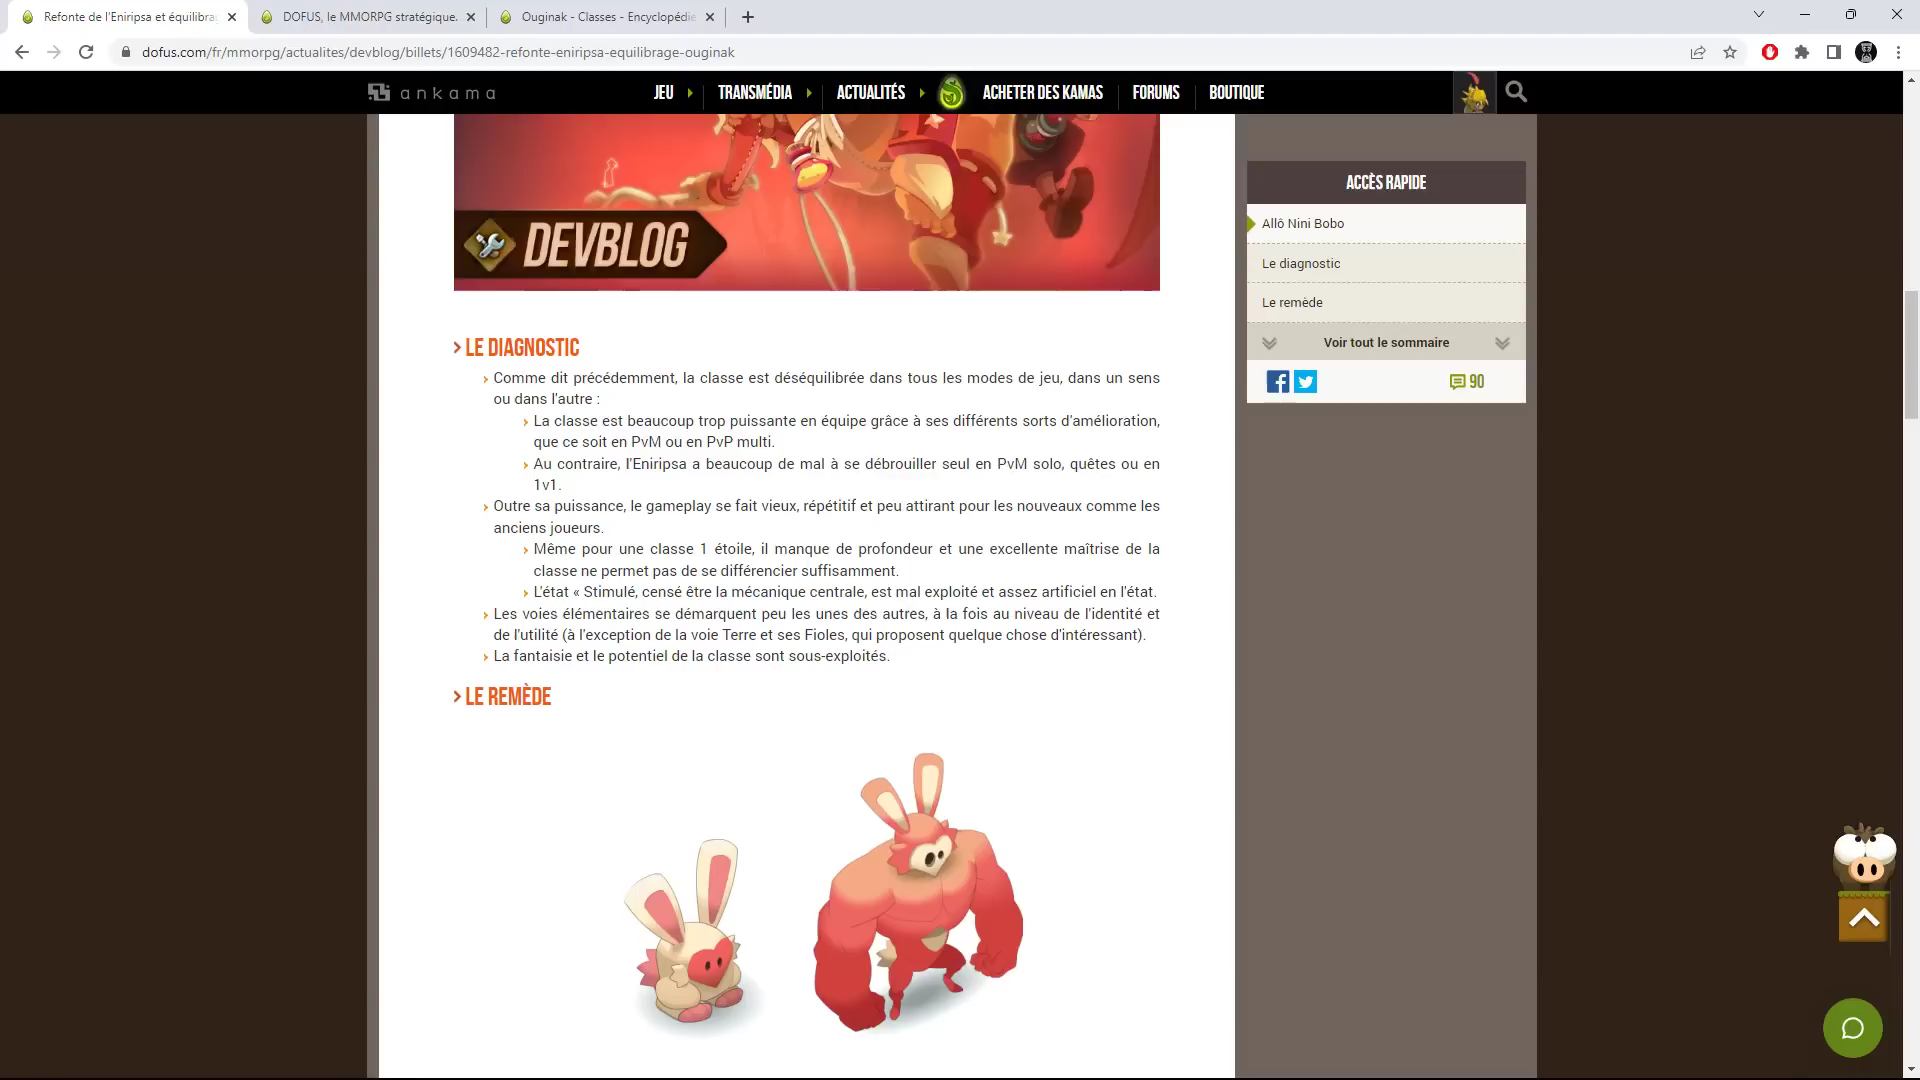 Refonte de l'Eniripsa et équilibra
DOFUS, le MMORPG stratégique.
Ouginak - Classes - Encyclopédie
dofus.com/fr/mmorpg/actualites/devblog/billets/1609482-refonte-eniripsa-equilibrage-ouginak
ankama
JEU
TRANSMÉDIA
ACTUALITÉS
ACHETER DES KAMAS
FORUMS
BOUTIQUE
DEVBLOG
ACCÈS RAPIDE
Allô Nini Bobo
Le diagnostic
Le remède
Voir tout le sommaire
90
LE DIAGNOSTIC
Comme dit précédemment, la classe est déséquilibrée dans tous les modes de jeu, dans un sens
ou dans l'autre :
La classe est beaucoup trop puissante en équipe grâce à ses différents sorts d'amélioration,
que ce soit en PvM ou en PvP multi.
Au contraire, l'Eniripsa a beaucoup de mal à se débrouiller seul en PvM solo, quêtes ou en
1v1.
Outre sa puissance, le gameplay se fait vieux, répétitif et peu attirant pour les nouveaux comme les
anciens joueurs.
Même pour une classe 1 étoile, il manque de profondeur et une excellente maîtrise de la
classe ne permet pas de se différencier suffisamment.
L'état « Stimulé, censé être la mécanique centrale, est mal exploité et assez artificiel en l'état.
Les voies élémentaires se démarquent peu les unes des autres, à la fois au niveau de l'identité et
de l'utilité (à l'exception de la voie Terre et ses Fioles, qui proposent quelque chose d'intéressant).
La fantaisie et le potentiel de la classe sont sous-exploités.
LE REMÈDE